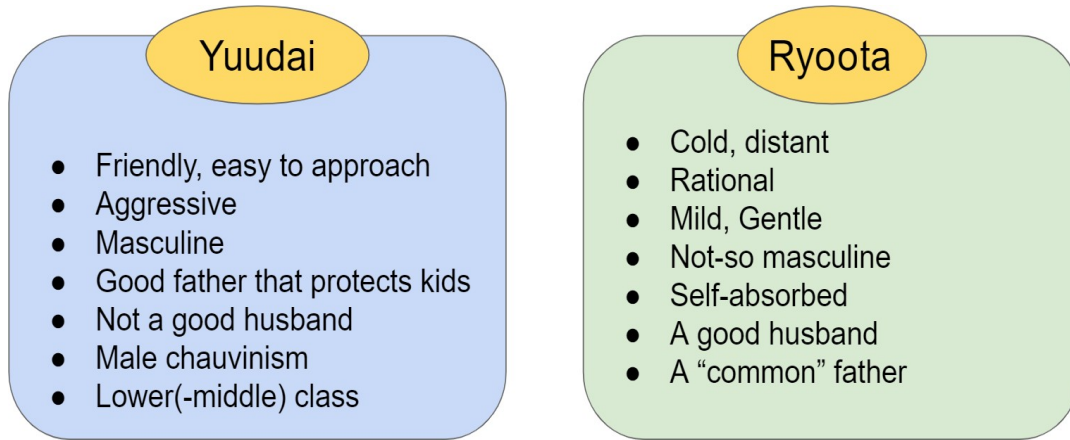 Yuudai
● Friendly, easy to approach
● Aggressive
● Masculine
● Good father that protects kids
● Not a good husband
● Male chauvinism
● Lower(-middle) class
Ryoota
● Cold, distant
● Rational
● Mild, Gentle
● Not-so masculine
● Self-absorbed
● A good husband
● A “common” father